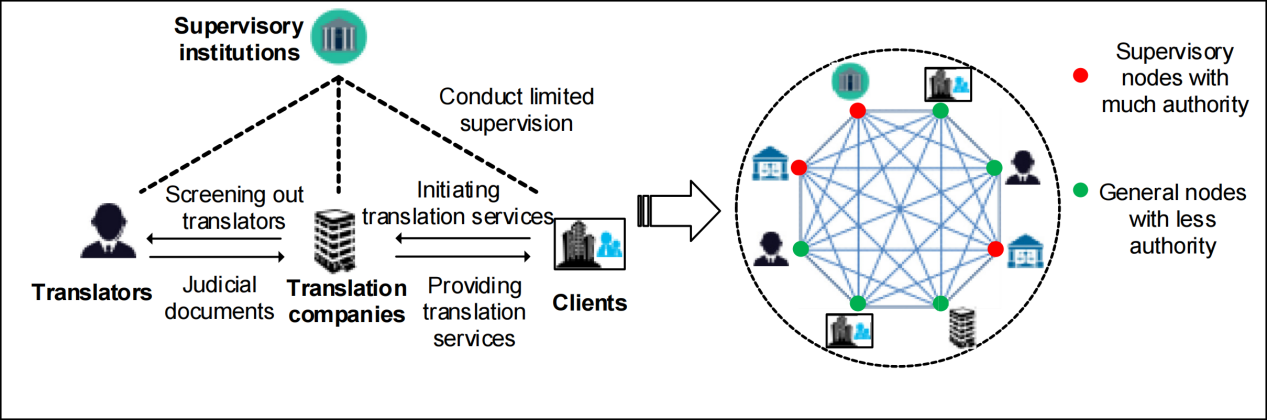 Supervisory
institutions
Conduct limited
supervision
Screening out
translators
Initiating
translation services
Judicial
documents
Providing
translation
services
Translators
Translation
companies
Clients
Supervisory
nodes with
much authority
General nodes
with less
authority